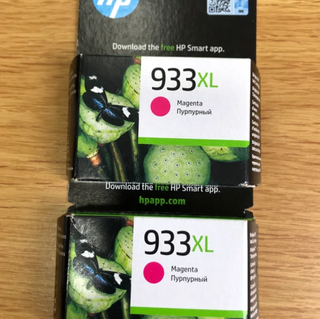 hp
Download the free HP Smart app.
933XL
Magenta
Пурпурный
Download the free HP Smart app.
hpapp.com
933XL
Magenta
Пурпурный